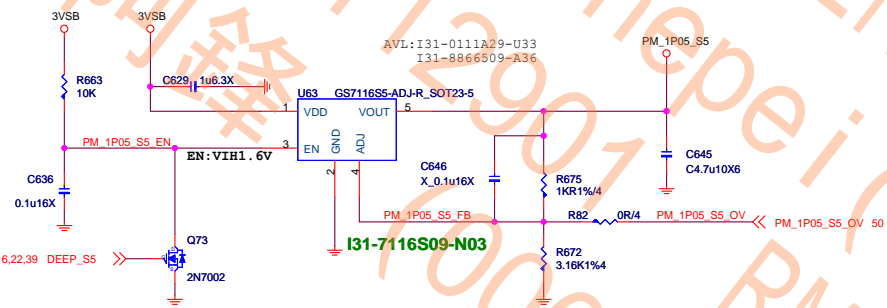 3VSB
3VSB
AVL:I31-0111A29-U33
I31-8866509-A36
PM_1P05_S5
R663
10K
C629
1u6.3X
U63
GS7116S5-ADJ-R_SOT23-5
1
VDD
VOUT
5
PM_1P05_S5_EN
3
EN
GND
ADJ
EN:VIH1.6V
2
4
C636
0.1u16X
C646
X_0.1u16X
R675
1KR1%/4
C645
C4.7u10X6
PM_1P05_S5_FB
R82
0R/4
PM_1P05_S5_OV
PM_1P05_S5_OV 50
I31-7116S09-N03
Q73
2N7002
R672
3.16K1%4
6,22,39 DEEP_S5